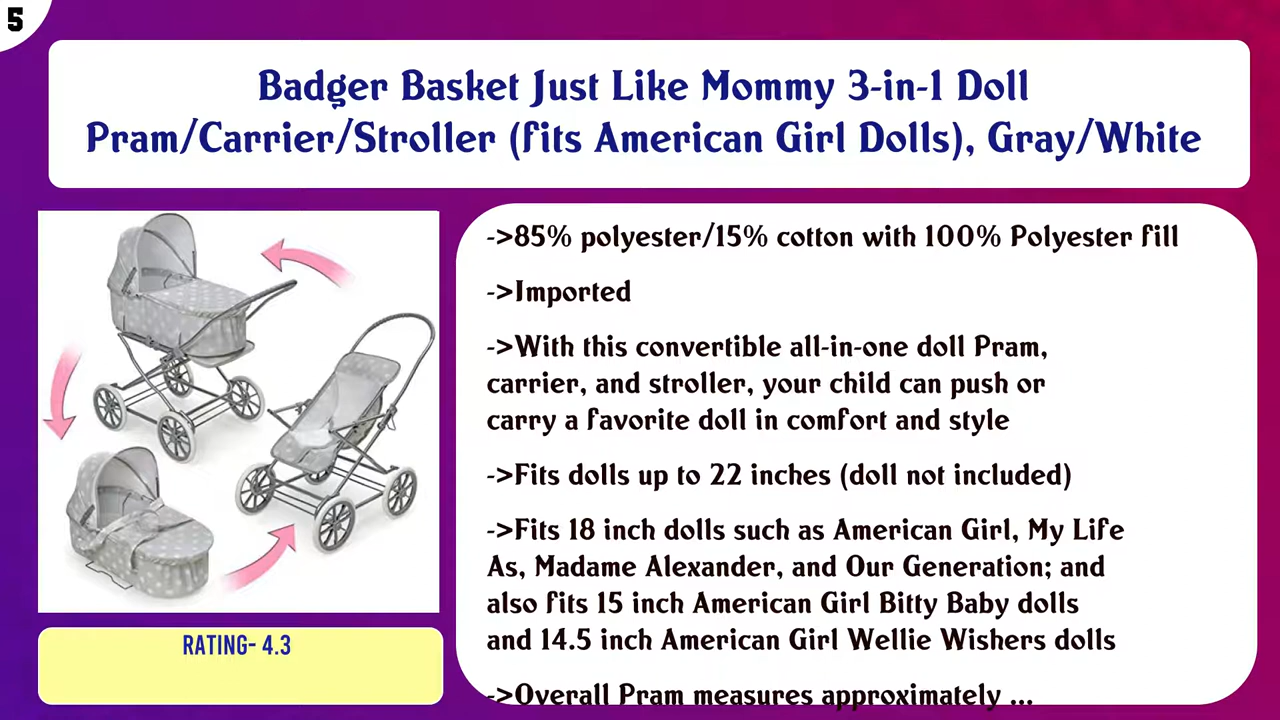 5
Badger Basket Just Like Mommy 3-in-1 Doll
Pram/Carrier/Stroller (fits American Girl Dolls), Gray/White
->85% polyester/15% cotton with 100% Polyester fill
->Imported
->With this convertible all-in-one doll Pram,
carrier, and stroller, your child can push or
carry a favorite doll in comfort and style
->Fits dolls up to 22 inches (doll not included)
->Fits 18 inch dolls such as American Girl, My Life
As, Madame Alexander, and Our Generation; and
also fits 15 inch American Girl Bitty Baby dolls
and 14.5 inch American Girl Wellie Wishers dolls
->Overall Pram measures approximately ...
RATING- 4.3